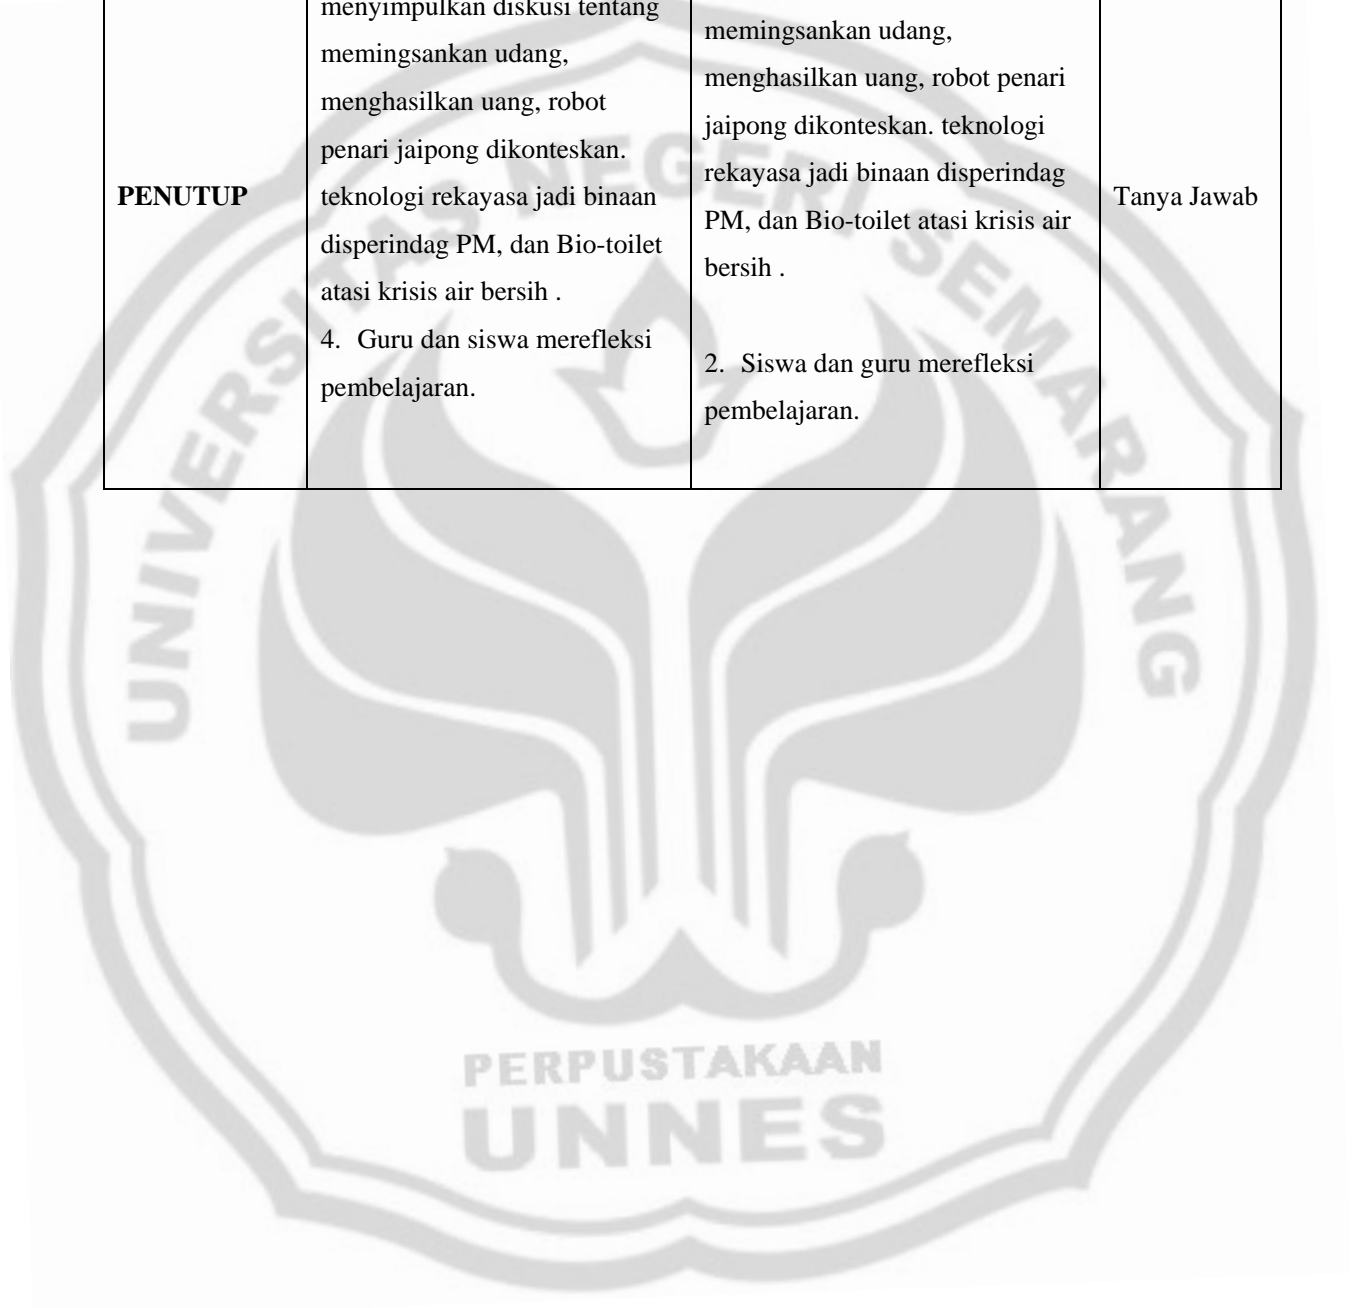 PENUTUP
menyimpulkan diskusi tentang
memingsankan udang,
menghasilkan uang, robot
penari jaipong dikonteskan.
teknologi rekayasa jadi binaan
disperindag PM, dan Bio-toilet
atasi krisis air bersih .
4. Guru dan siswa merefleksi
pembelajaran.
memingsankan udang,
menghasilkan uang, robot penari
jaipong dikonteskan. teknologi
rekayasa jadi binaan disperindag
PM, dan Bio-toilet atasi krisis air
bersih .
2. Siswa dan guru merefleksi
pembelajaran.
Tanya Jawab
UNIVERSITAS NEGERI SEMARANG
PERPUSTAKAAN
UNNES